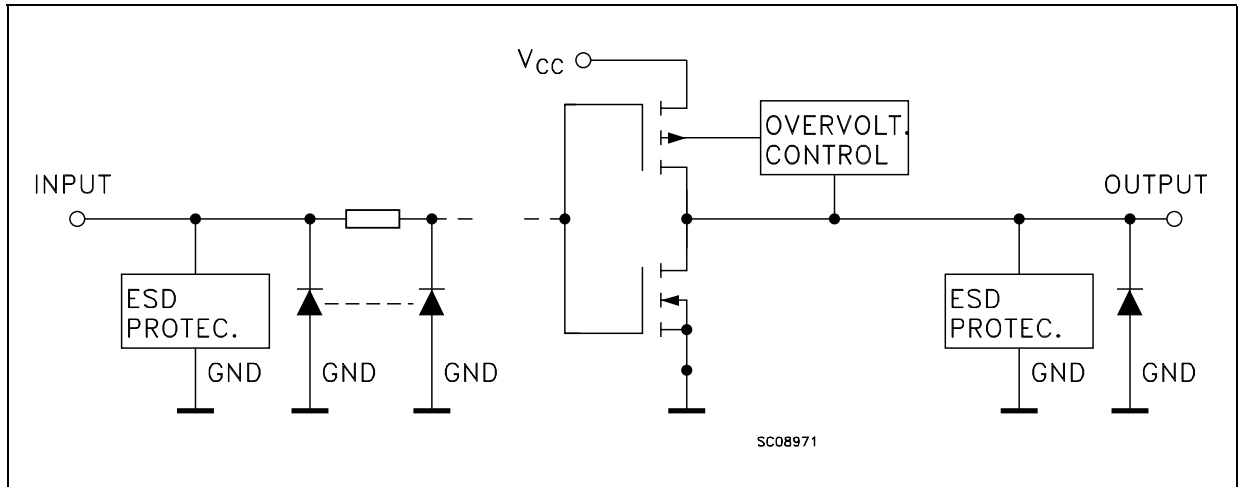 VCC
OVERVOLT.
CONTROL
INPUT
OUTPUT
ESD
PROTEC.
GND
GND
GND
ESD
PROTEC.
GND
GND
SC08971